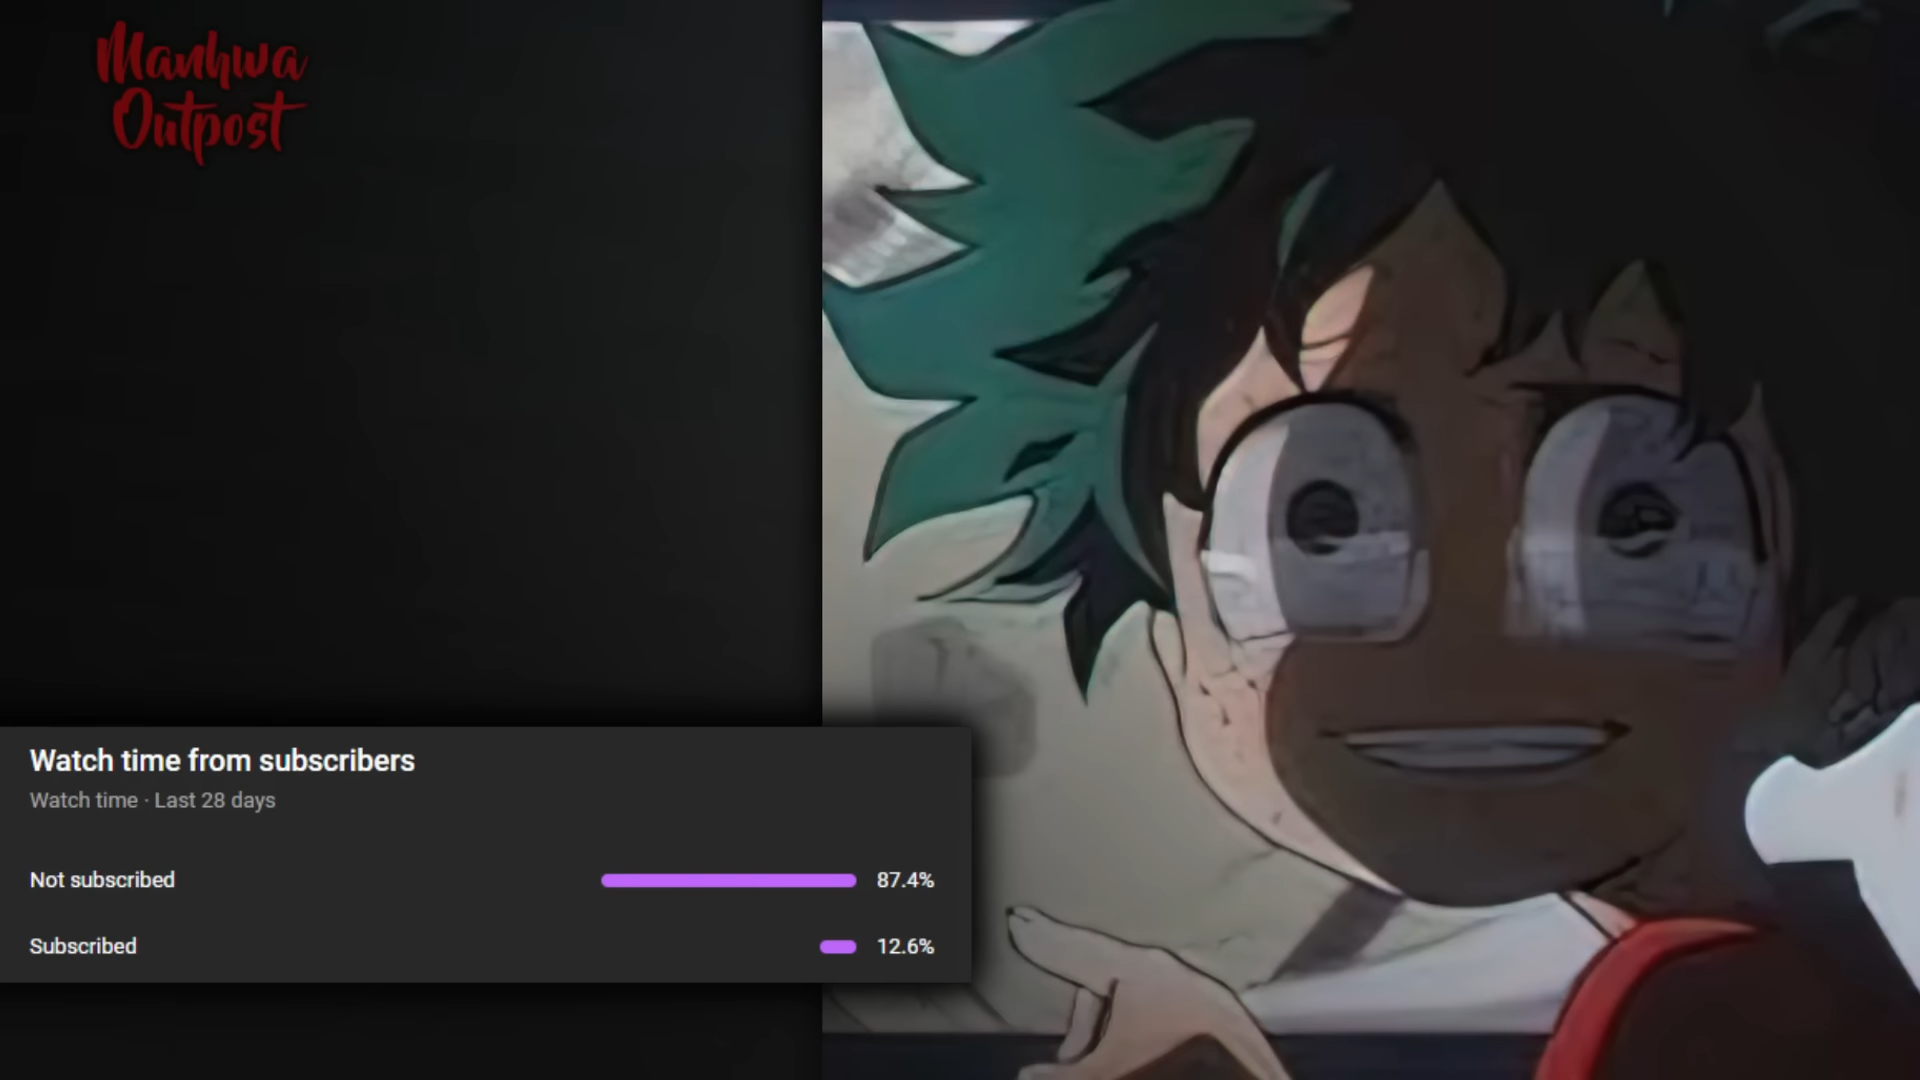 Manhwa
Outpost
Watch time from subscribers
Watch time · Last 28 days
Not subscribed 87.4%
Subscribed 12.6%